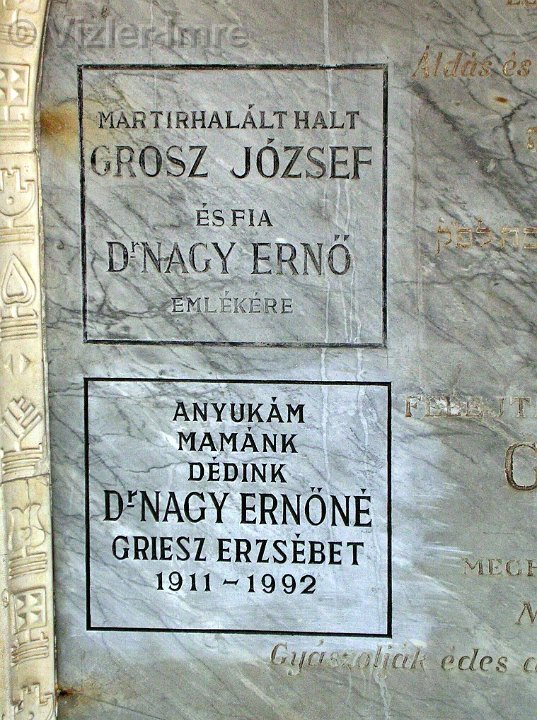 © Vizler Imre
Áldás és
MARTIRHALÁLT HALT
GROSZ JÓZSEF
ÉS FIA
Dr NAGY ERNŐ
EMLÉKÉRE
ANYUKÁM
MAMÁNK
DÉDINK
Dr NAGY ERNŐNÉ
GRIESZ ERZSÉBET
1911 - 1992
Gyászolják édes